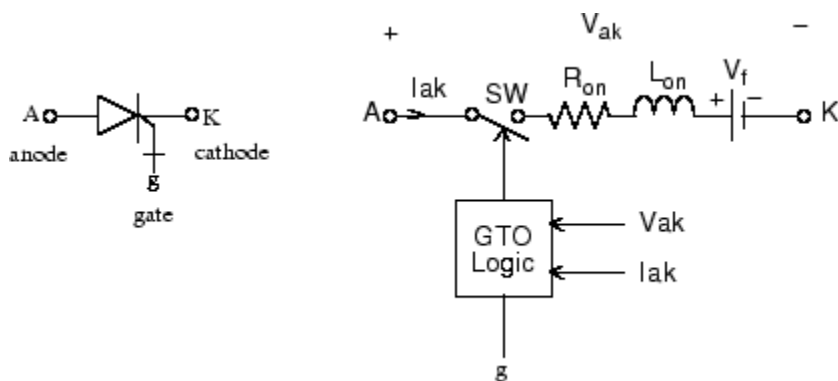 A
K
anode
cathode
g
gate
+ Vak −
Iak
SW
Ron
Lon
Vf
A
+ −
K
GTO
Logic
Vak
Iak
g